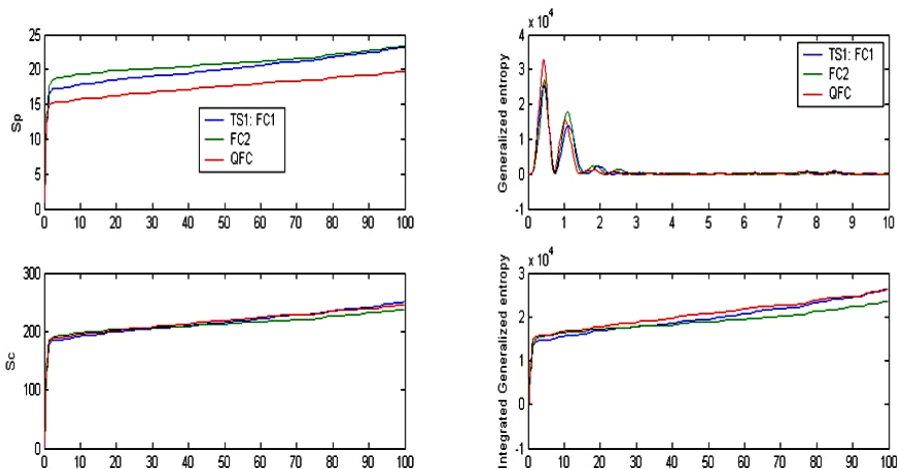 25
20
15
10
5
0
Sp
TS1: FC1
FC2
QFC
0 10 20 30 40 50 60 70 80 90 100
x 10^4
4
3
2
1
0
-1
Generalized entropy
TS1: FC1
FC2
QFC
0 1 2 3 4 5 6 7 8 9 10
300
200
100
0
Sc
0 10 20 30 40 50 60 70 80 90 100
x 10^4
3
2
1
0
-1
Integrated Generalized entropy
0 10 20 30 40 50 60 70 80 90 100